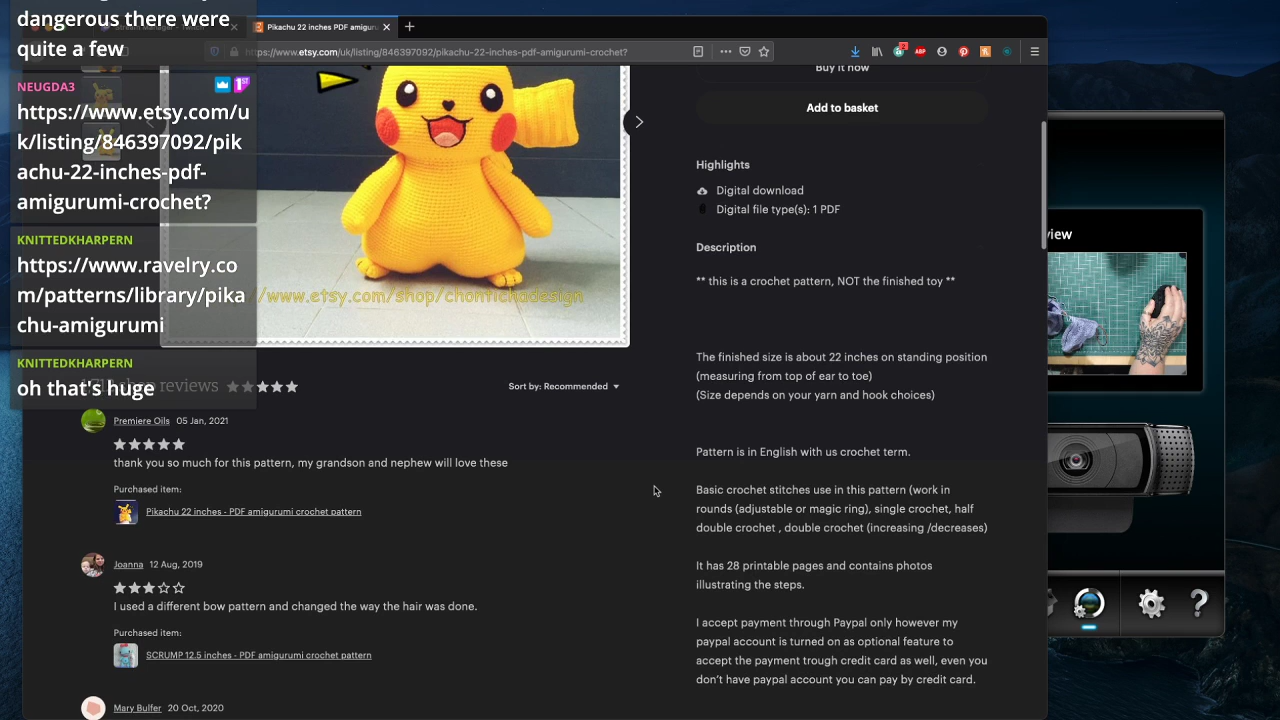 dangerous there were
quite a few
NEUGDA3
https://www.etsy.com/u
k/listing/846397092/pik
achu-22-inches-pdf-
amigurumi-crochet?
KNITTEDKHARPERN
https://www.ravelry.co
m/patterns/library/pika
chu-amigurumi
KNITTEDKHARPERN
oh that's huge
Pikachu 22 inches PDF amigurum
https://www.etsy.com/uk/listing/846397092/pikachu-22-inches-pdf-amigurumi-crochet?
ABP
//www.etsy.com/shop/chonticha​design
reviews
Sort by: Recommended
Premiere Oils 05 Jan, 2021
thank you so much for this pattern, my grandson and nephew will love these
Purchased item:
Pikachu 22 inches - PDF amigurumi crochet pattern
Joanna 12 Aug, 2019
I used a different bow pattern and changed the way the hair was done.
Purchased item:
SCRUMP 12.5 inches - PDF amigurumi crochet pattern
Mary Bulfer 20 Oct, 2020
Buy it now
Add to basket
Highlights
Digital download
Digital file type(s): 1 PDF
Description
** this is a crochet pattern, NOT the finished toy **
The finished size is about 22 inches on standing position
(measuring from top of ear to toe)
(Size depends on your yarn and hook choices)
Pattern is in English with us crochet term.
Basic crochet stitches use in this pattern (work in
rounds (adjustable or magic ring), single crochet, half
double crochet , double crochet (increasing /decreases)
It has 28 printable pages and contains photos
illustrating the steps.
I accept payment through Paypal only however my
paypal account is turned on as optional feature to
accept the payment trough credit card as well, even you
don't have paypal account you can pay by credit card.
view
?